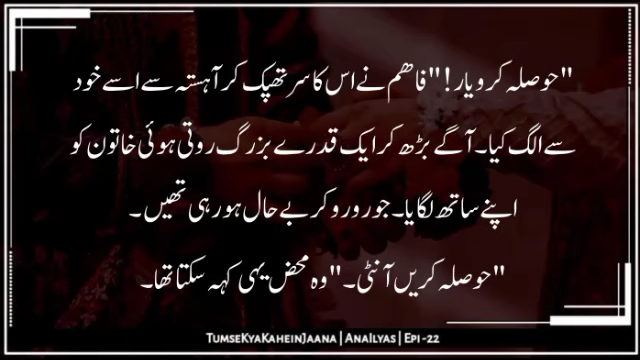 "حوصلہ کرو یار!" "فاھم نے اس کا سر تھپک کر آہستہ سے اسے خود
سے الگ کیا۔ آگے بڑھ کر ایک قدرے بزرگ روتی ہوئی خاتون کو
اپنے ساتھ لگایا۔ جو رو رو کر بے حال ہو رہی تھیں۔
"حوصلہ کریں آنٹی۔" وہ محض یہی کہہ سکتا تھا۔
TumseKyaKaheinJaana | AnaIlyas | Epi-22